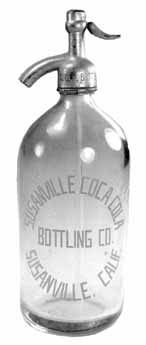 SUSANVILLE COCA COLA
BOTTLING CO.
SUSANVILLE, CALIF.